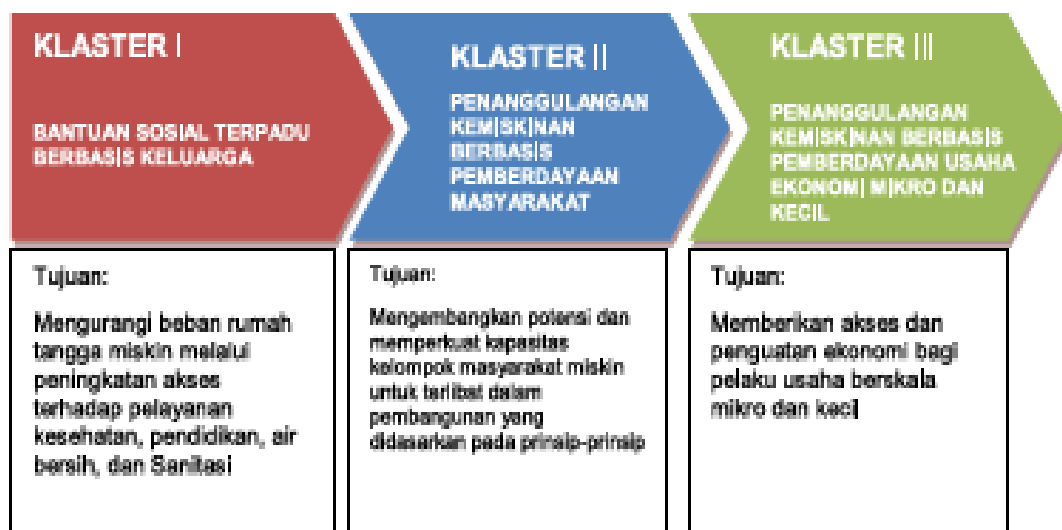 KLASTER I
BANTUAN SOSIAL TERPADU
BERBASIS KELUARGA
Tujuan:
Mengurangi beban rumah
tangga miskin melalui
peningkatan akses
terhadap pelayanan
kesehatan, pendidikan, air
bersih, dan Sanitasi
KLASTER II
PENANGGULANGAN
KEMISKINAN
BERBASIS
PEMBERDAYAAN
MASYARAKAT
Tujuan:
Mengembangkan potensi dan
memperkuat kapasitas
kelompok masyarakat miskin
untuk terlibat dalam
pembangunan yang
didasarkan pada prinsip-prinsip
KLASTER III
PENANGGULANGAN
KEMISKINAN BERBASIS
PEMBERDAYAAN USAHA
EKONOMI MIKRO DAN
KECIL
Tujuan:
Memberikan akses dan
penguatan ekonomi bagi
pelaku usaha berskala
mikro dan kecil